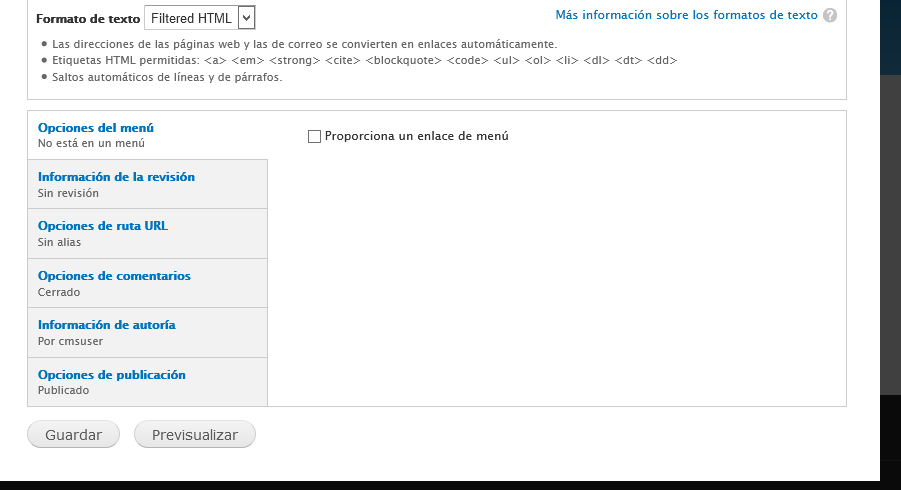 Formato de texto Filtered HTML Más información sobre los formatos de texto ?
• Las direcciones de las páginas web y las de correo se convierten en enlaces automáticamente.
• Etiquetas HTML permitidas: <a> <em> <strong> <cite> <blockquote> <code> <ul> <ol> <li> <dl> <dt> <dd>
• Saltos automáticos de líneas y de párrafos.
Opciones del menú
No está en un menú
Proporciona un enlace de menú
Información de la revisión
Sin revisión
Opciones de ruta URL
Sin alias
Opciones de comentarios
Cerrado
Información de autoría
Por cmsuser
Opciones de publicación
Publicado
Guardar Previsualizar